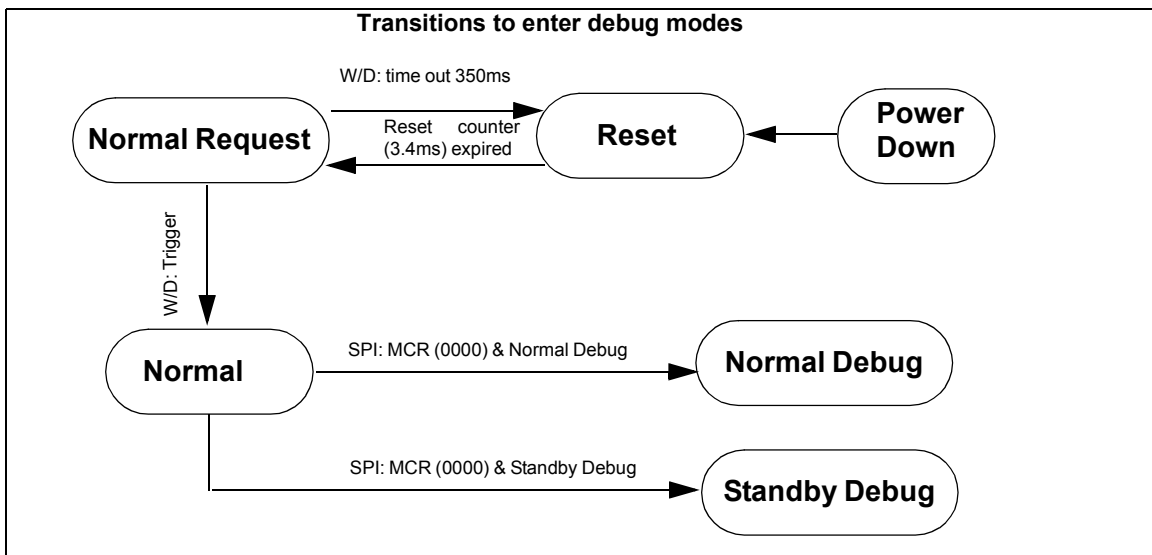 Transitions to enter debug modes
W/D: time out 350ms
Normal Request
Reset counter
(3.4ms) expired
Reset
Power
Down
W/D: Trigger
Normal
SPI: MCR (0000) & Normal Debug
Normal Debug
SPI: MCR (0000) & Standby Debug
Standby Debug